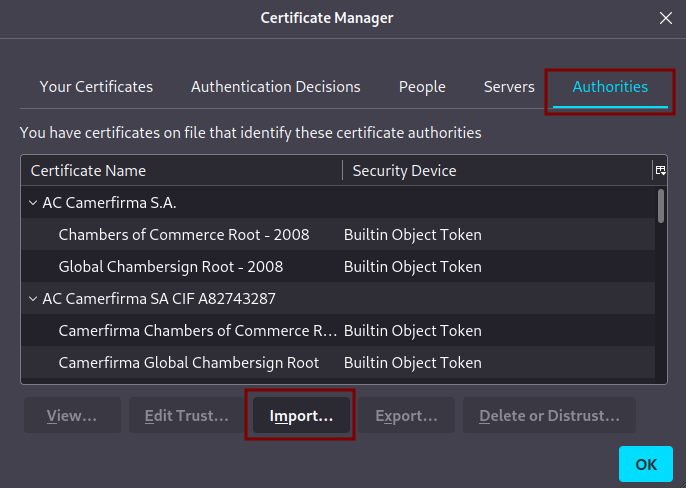 Certificate Manager
Your Certificates Authentication Decisions People Servers Authorities
You have certificates on file that identify these certificate authorities
Certificate Name Security Device
AC Camerfirma S.A.
Chambers of Commerce Root - 2008 Builtin Object Token
Global Chambersign Root - 2008 Builtin Object Token
AC Camerfirma SA CIF A82743287
Camerfirma Chambers of Commerce R... Builtin Object Token
Camerfirma Global Chambersign Root Builtin Object Token
View... Edit Trust... Import... Export... Delete or Distrust...
OK